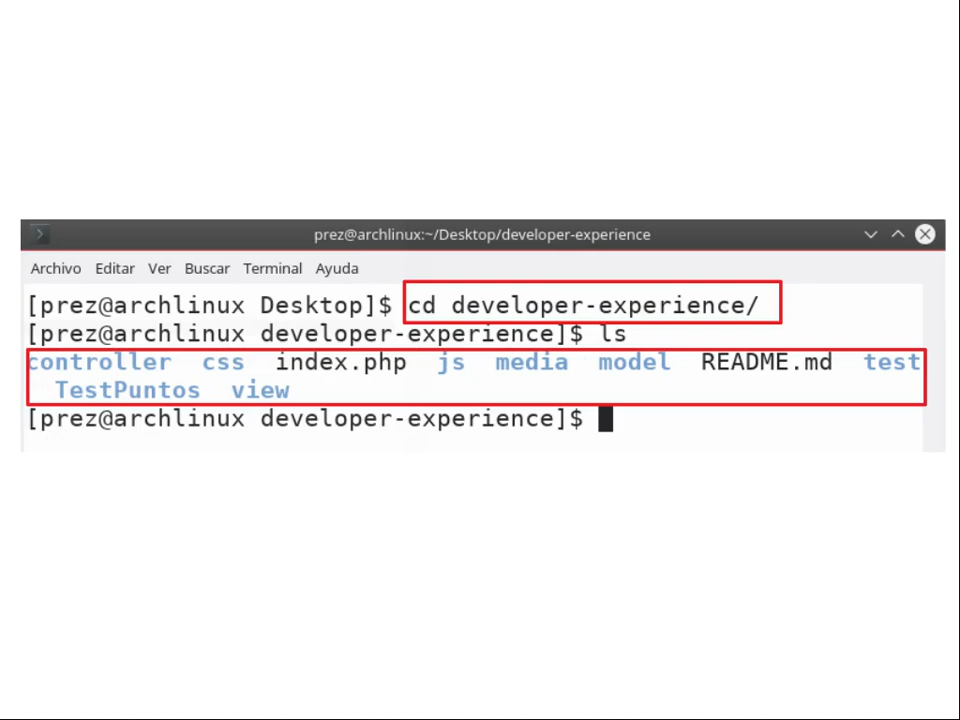 prez@archlinux:~/Desktop/developer-experience
Archivo Editar Ver Buscar Terminal Ayuda
[prez@archlinux Desktop]$ cd developer-experience/
[prez@archlinux developer-experience]$ ls
controller css index.php js media model README.md test
TestPuntos view
[prez@archlinux developer-experience]$